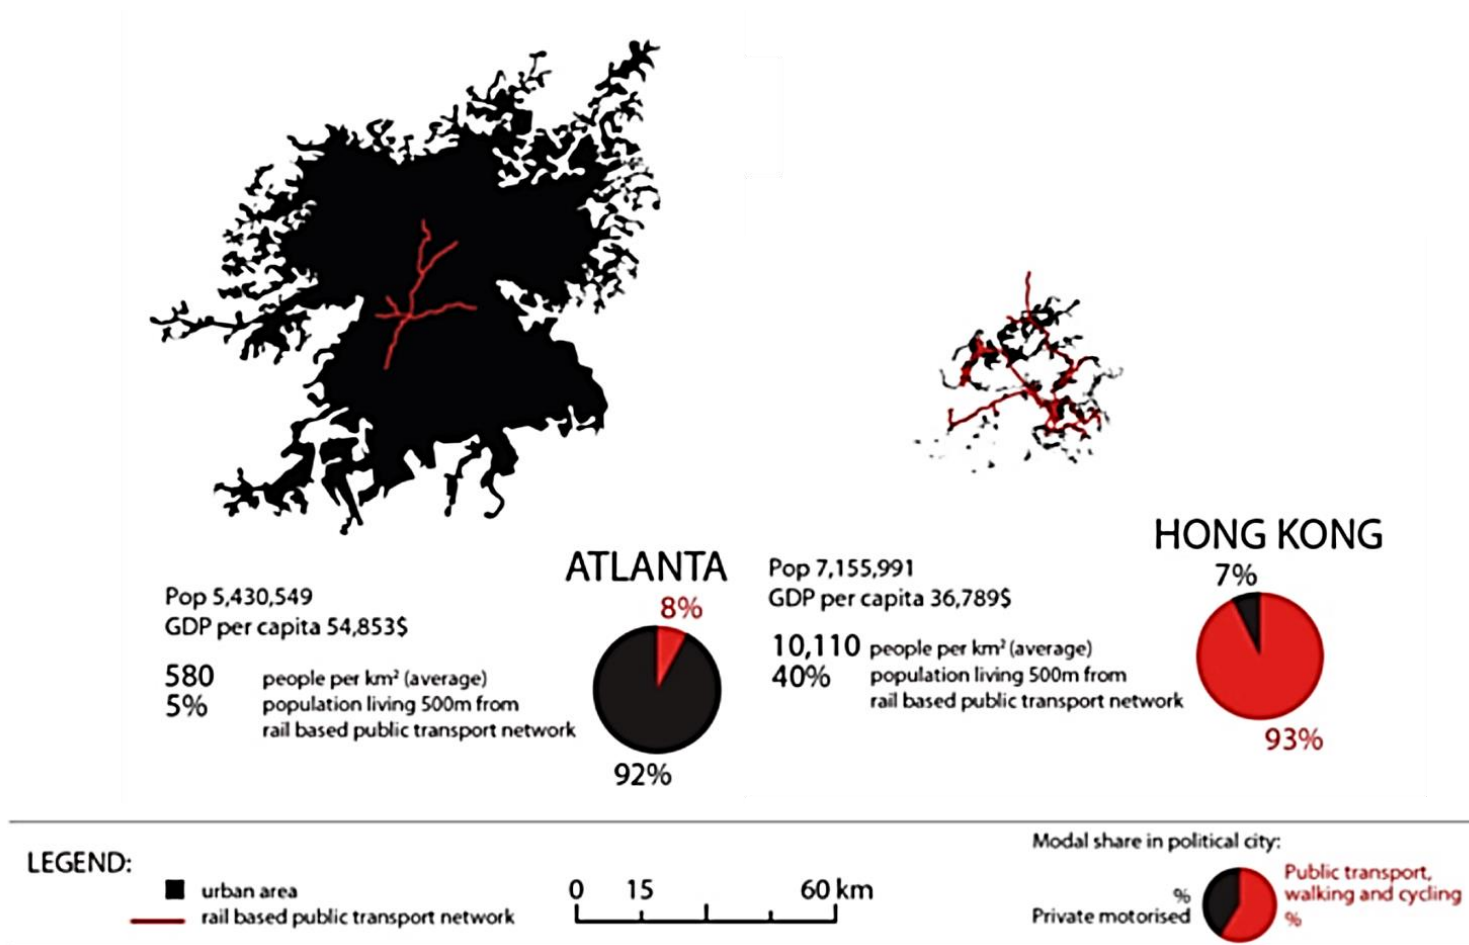 ATLANTA
Pop 5,430,549
GDP per capita 54,853$
580 people per km² (average)
5% population living 500m from
rail based public transport network
8%
92%
HONG KONG
Pop 7,155,991
GDP per capita 36,789$
10,110 people per km² (average)
40% population living 500m from
rail based public transport network
7%
93%
LEGEND:
urban area
rail based public transport network
0 15 60 km
Modal share in political city:
% Private motorised
Public transport,
walking and cycling
%